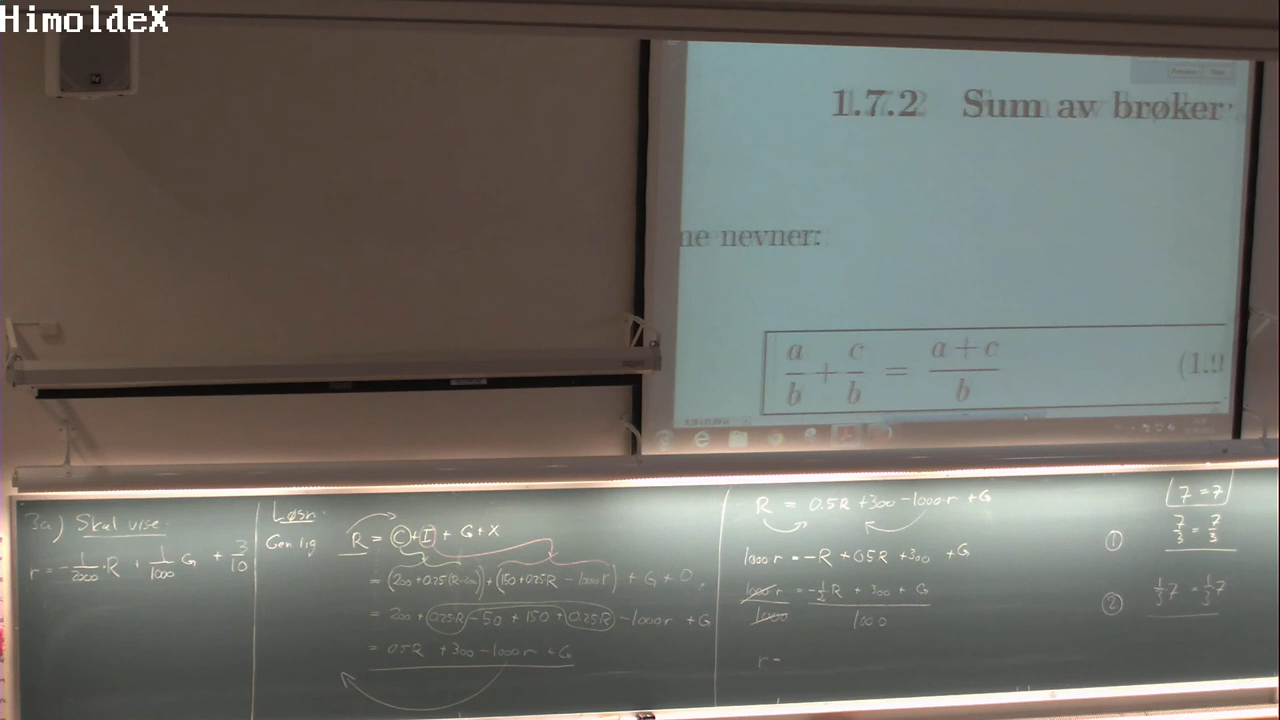 HimoldeX
1.7.2 Sum av brøker
ne nevner:
a/b + c/b = (a + c)/b (1.9
3a) Skal vise:
r = -1/2000 · R + 1/1000 G + 3/10
Løsn:
Gen lig R = C + I + G + X
= (200 + 0.25(R-200)) + (150 + 0.25R - 1000r) + G + 0
= 200 + 0.25R - 50 + 150 + 0.25R - 1000r + G
= 0.5R + 300 - 1000r + G
R = 0.5R + 300 - 1000r + G
1000r = -R + 0.5R + 300 + G
1000r/1000 = (-1/2 R + 300 + G)/1000
r =
(7 = 7)
① 7/3 = 7/3
② 1/3 7 = 1/3 7